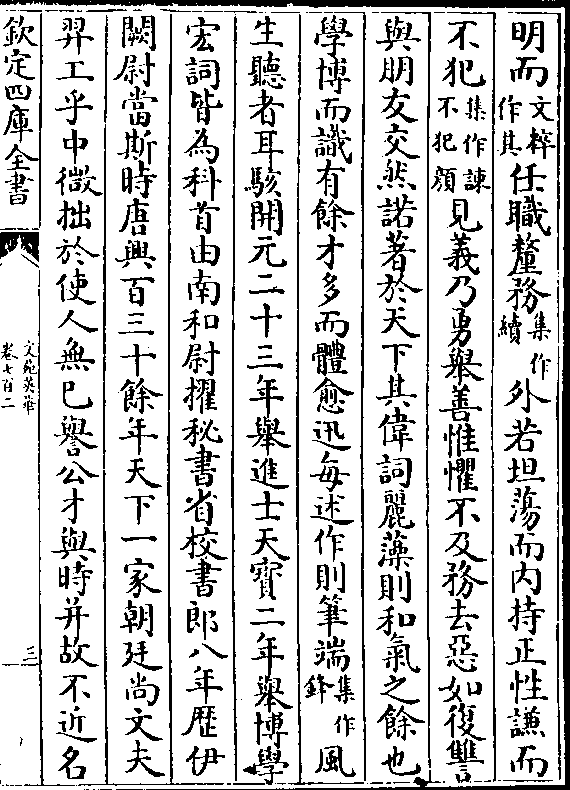 明而文粹作其任職釐務集作續外若坦蕩而内持正性謙而
不犯集作諫不犯顔見義乃勇舉善惟懼不及務去惡如復讐
與朋友交然諾著於天下其偉詞麗藻則和氣之餘也
學博而識有餘才多而體愈迅每述作則筆端集作鋒風
生聽者耳駭開元二十三年舉進士天寳二年舉博學
宏詞皆為科首由南和尉擢秘書省校書郎八年歴伊
闕尉當斯時唐興百三十餘年天下一家朝廷尚文夫
羿工乎中微拙於使人無已譽公才與時并故不近名
欽定四庫全書
文苑英華
卷七百二
三